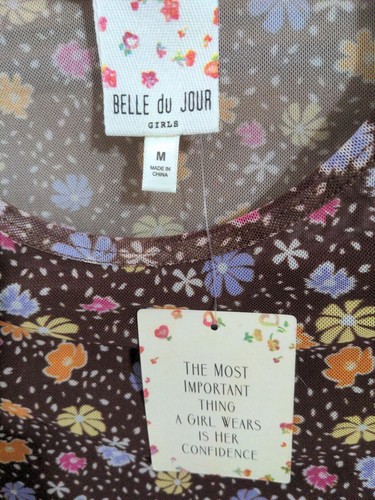 BELLE du JOUR
GIRLS
M
MADE IN
CHINA
THE MOST
IMPORTANT
THING
A GIRL WEARS
IS HER
CONFIDENCE